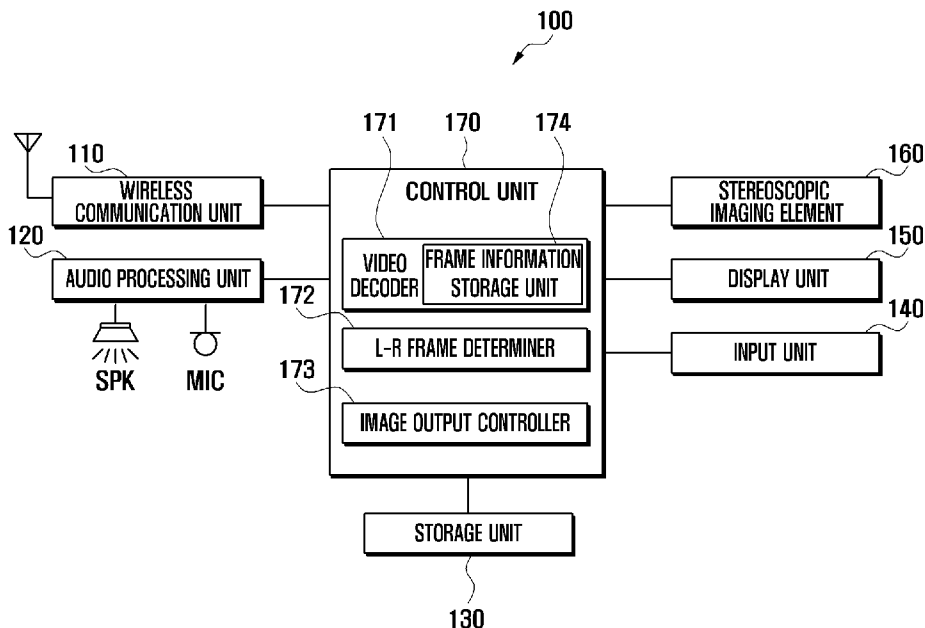 100
171
170
174
110
160
WIRELESS
COMMUNICATION UNIT
CONTROL UNIT
STEREOSCOPIC
IMAGING ELEMENT
120
150
AUDIO PROCESSING UNIT
VIDEO
DECODER
FRAME INFORMATION
STORAGE UNIT
DISPLAY UNIT
172
140
L-R FRAME DETERMINER
INPUT UNIT
SPK
MIC
173
IMAGE OUTPUT CONTROLLER
STORAGE UNIT
130